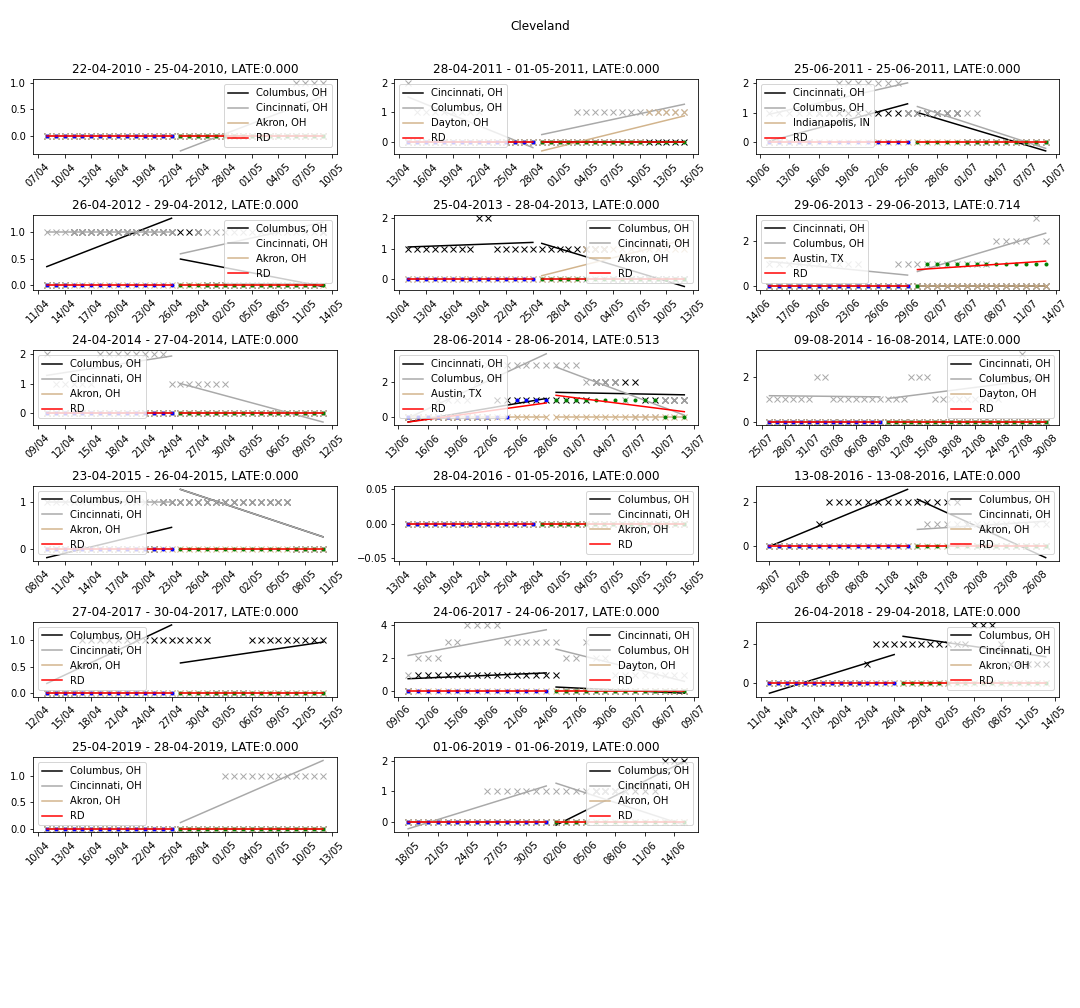 Cleveland
22-04-2010 - 25-04-2010, LATE:0.000
1.0
0.5
0.0
Columbus, OH
Cincinnati, OH
Akron, OH
RD
07/04 10/04 13/04 16/04 19/04 22/04 25/04 28/04 01/05 04/05 07/05 10/05
28-04-2011 - 01-05-2011, LATE:0.000
2
1
0
Cincinnati, OH
Columbus, OH
Dayton, OH
RD
13/04 16/04 19/04 22/04 25/04 28/04 01/05 04/05 07/05 10/05 13/05 16/05
25-06-2011 - 25-06-2011, LATE:0.000
2
1
0
Cincinnati, OH
Columbus, OH
Indianapolis, IN
RD
10/06 13/06 16/06 19/06 22/06 25/06 28/06 01/07 04/07 07/07 10/07
26-04-2012 - 29-04-2012, LATE:0.000
1.0
0.5
0.0
Columbus, OH
Cincinnati, OH
Akron, OH
RD
11/04 14/04 17/04 20/04 23/04 26/04 29/04 02/05 05/05 08/05 11/05 14/05
25-04-2013 - 28-04-2013, LATE:0.000
2
1
0
Columbus, OH
Cincinnati, OH
Akron, OH
RD
10/04 13/04 16/04 19/04 22/04 25/04 28/04 01/05 04/05 07/05 10/05 13/05
29-06-2013 - 29-06-2013, LATE:0.714
2
0
Cincinnati, OH
Columbus, OH
Austin, TX
RD
14/06 17/06 20/06 23/06 26/06 29/06 02/07 05/07 08/07 11/07 14/07
24-04-2014 - 27-04-2014, LATE:0.000
2
1
0
Columbus, OH
Cincinnati, OH
Akron, OH
RD
09/04 12/04 15/04 18/04 21/04 24/04 27/04 30/04 03/05 06/05 09/05 12/05
28-06-2014 - 28-06-2014, LATE:0.513
2
0
Cincinnati, OH
Columbus, OH
Austin, TX
RD
13/06 16/06 19/06 22/06 25/06 28/06 01/07 04/07 07/07 10/07 13/07
09-08-2014 - 16-08-2014, LATE:0.000
2
0
Cincinnati, OH
Columbus, OH
Dayton, OH
RD
25/07 28/07 31/07 03/08 06/08 09/08 12/08 15/08 18/08 21/08 24/08 27/08 30/08
23-04-2015 - 26-04-2015, LATE:0.000
1
0
Columbus, OH
Cincinnati, OH
Akron, OH
RD
08/04 11/04 14/04 17/04 20/04 23/04 26/04 29/04 02/05 05/05 08/05 11/05
28-04-2016 - 01-05-2016, LATE:0.000
0.05
0.00
−0.05
Columbus, OH
Cincinnati, OH
Akron, OH
RD
13/04 16/04 19/04 22/04 25/04 28/04 01/05 04/05 07/05 10/05 13/05 16/05
13-08-2016 - 13-08-2016, LATE:0.000
2
0
Columbus, OH
Cincinnati, OH
Akron, OH
RD
30/07 02/08 05/08 08/08 11/08 14/08 17/08 20/08 23/08 26/08
27-04-2017 - 30-04-2017, LATE:0.000
1.0
0.5
0.0
Columbus, OH
Cincinnati, OH
Akron, OH
RD
12/04 15/04 18/04 21/04 24/04 27/04 30/04 03/05 06/05 09/05 12/05 15/05
24-06-2017 - 24-06-2017, LATE:0.000
4
2
0
Cincinnati, OH
Columbus, OH
Dayton, OH
RD
09/06 12/06 15/06 18/06 21/06 24/06 27/06 30/06 03/07 06/07 09/07
26-04-2018 - 29-04-2018, LATE:0.000
2
0
Columbus, OH
Cincinnati, OH
Akron, OH
RD
11/04 14/04 17/04 20/04 23/04 26/04 29/04 02/05 05/05 08/05 11/05 14/05
25-04-2019 - 28-04-2019, LATE:0.000
1.0
0.5
0.0
Columbus, OH
Cincinnati, OH
Akron, OH
RD
10/04 13/04 16/04 19/04 22/04 25/04 28/04 01/05 04/05 07/05 10/05 13/05
01-06-2019 - 01-06-2019, LATE:0.000
2
1
0
Columbus, OH
Cincinnati, OH
Akron, OH
RD
18/05 21/05 24/05 27/05 30/05 02/06 05/06 08/06 11/06 14/06